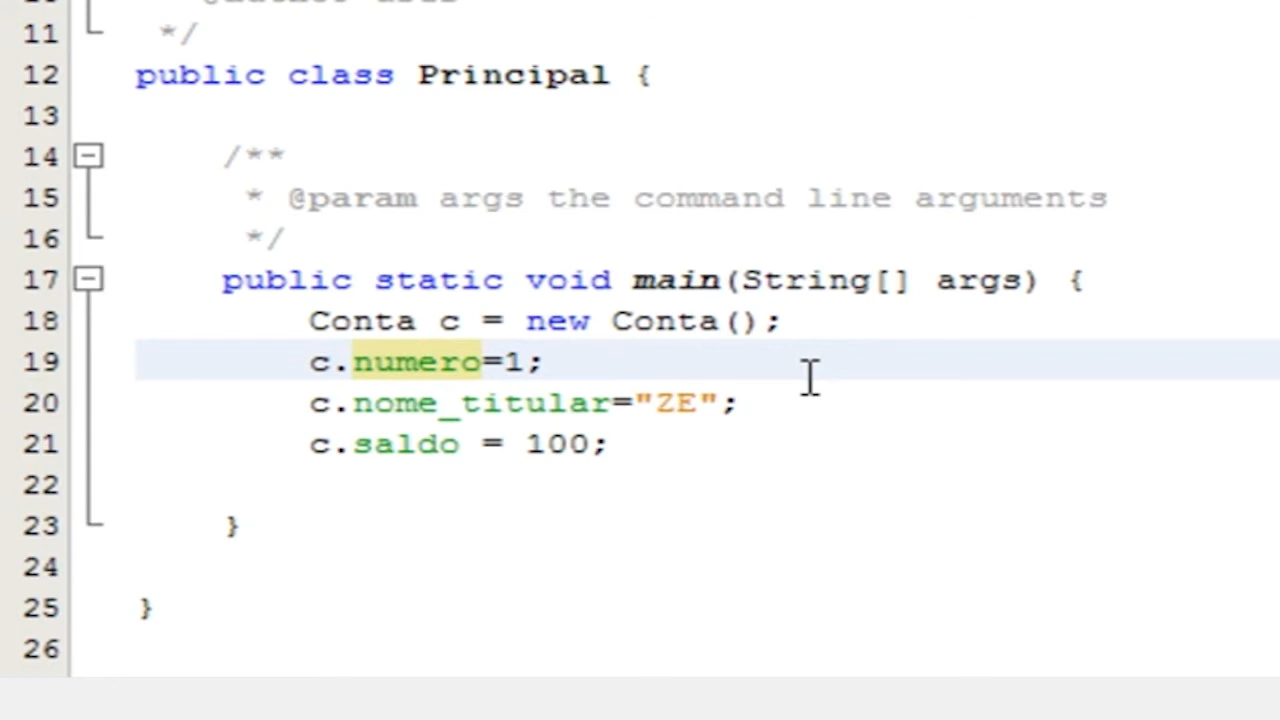 11 */
12 public class Principal {
13
14 /**
15 * @param args the command line arguments
16 */
17 public static void main(String[] args) {
18 Conta c = new Conta();
19 c.numero=1;
20 c.nome_titular="ZE";
21 c.saldo = 100;
22
23 }
24
25 }
26